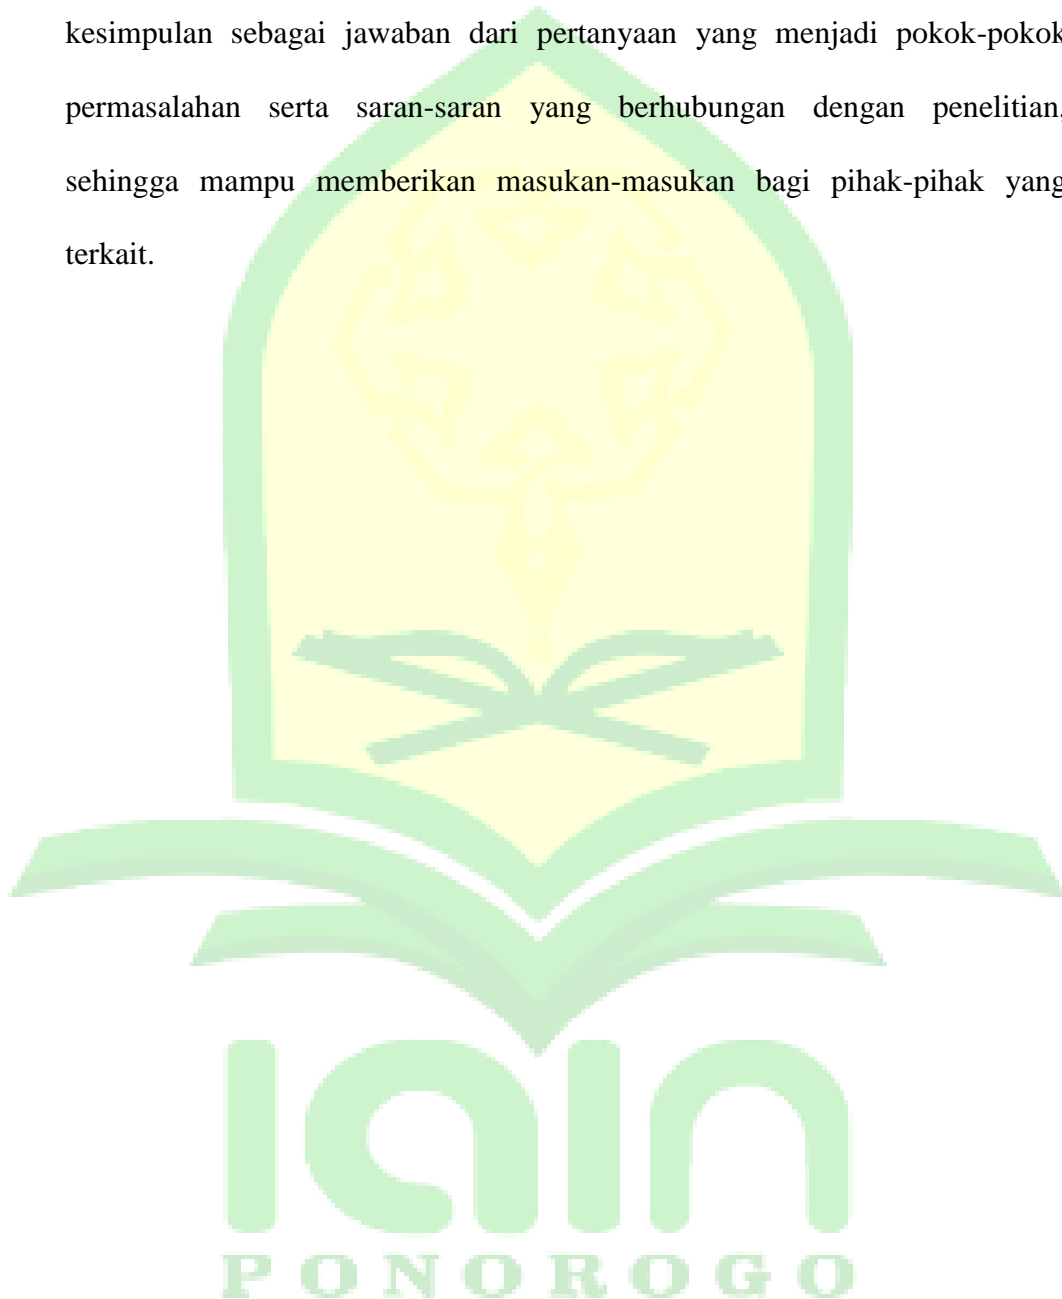 kesimpulan sebagai jawaban dari pertanyaan yang menjadi pokok-pokok
permasalahan serta saran-saran yang berhubungan dengan penelitian,
sehingga mampu memberikan masukan-masukan bagi pihak-pihak yang
terkait.
IAIN
PONOROGO